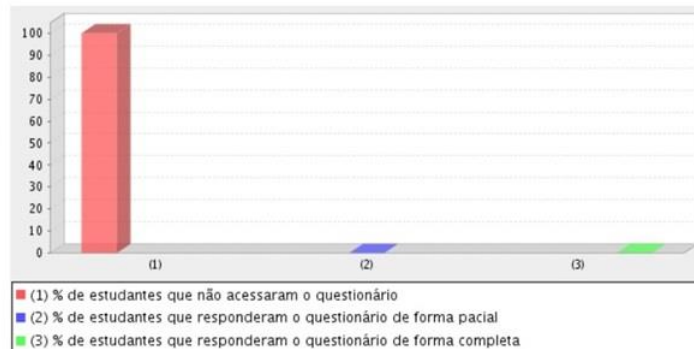 100
90
80
70
60
50
40
30
20
10
0
(1) (2) (3)
(1) % de estudantes que não acessaram o questionário
(2) % de estudantes que responderam o questionário de forma pacial
(3) % de estudantes que responderam o questionário de forma completa